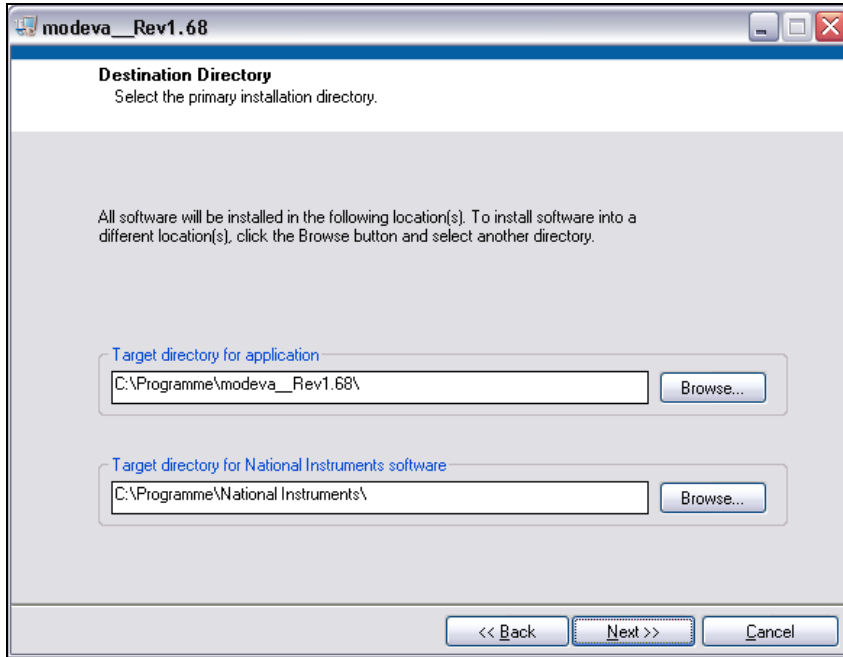 modeva__Rev1.68
Destination Directory
Select the primary installation directory.
All software will be installed in the following location(s). To install software into a
different location(s), click the Browse button and select another directory.
Target directory for application
C:\Programme\modeva__Rev1.68\
Browse...
Target directory for National Instruments software
C:\Programme\National Instruments\
Browse...
<< Back
Next >>
Cancel